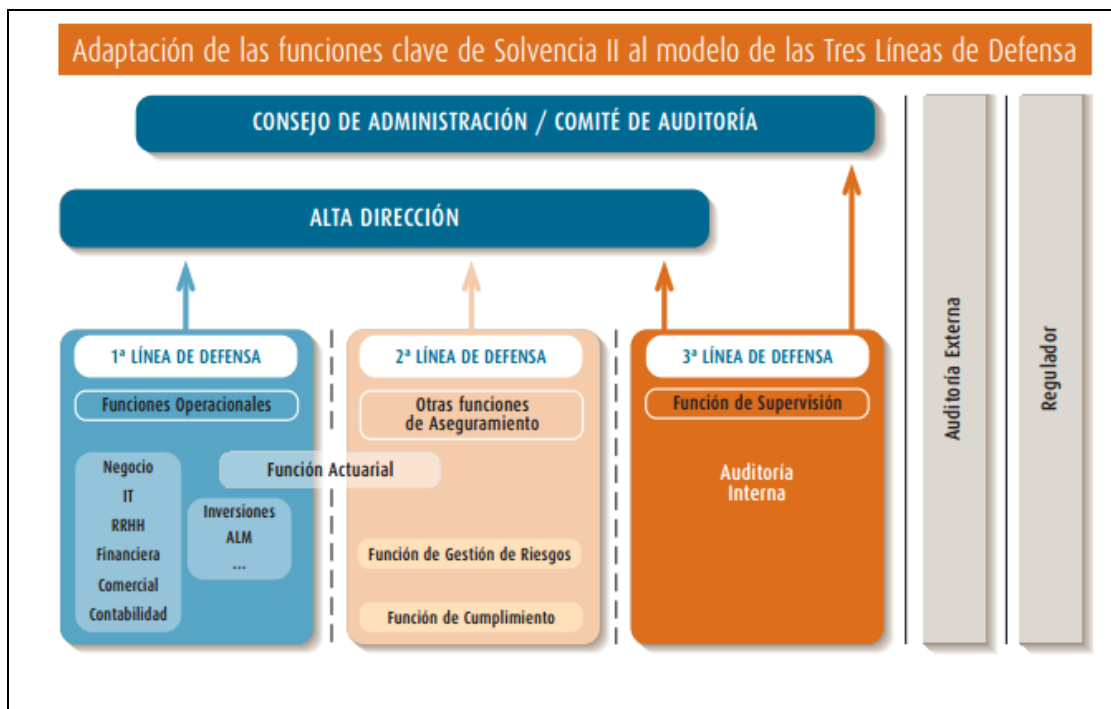 Adaptación de las funciones clave de Solvencia II al modelo de las Tres Líneas de Defensa
CONSEJO DE ADMINISTRACIÓN / COMITÉ DE AUDITORÍA
ALTA DIRECCIÓN
1ª LÍNEA DE DEFENSA
Funciones Operacionales
Negocio
IT
RRHH
Financiera
Comercial
Contabilidad
Inversiones
ALM
...
Función Actuarial
2ª LÍNEA DE DEFENSA
Otras funciones
de Aseguramiento
Función de Gestión de Riesgos
Función de Cumplimiento
3ª LÍNEA DE DEFENSA
Función de Supervisión
Auditoría
Interna
Auditoría Externa
Regulador